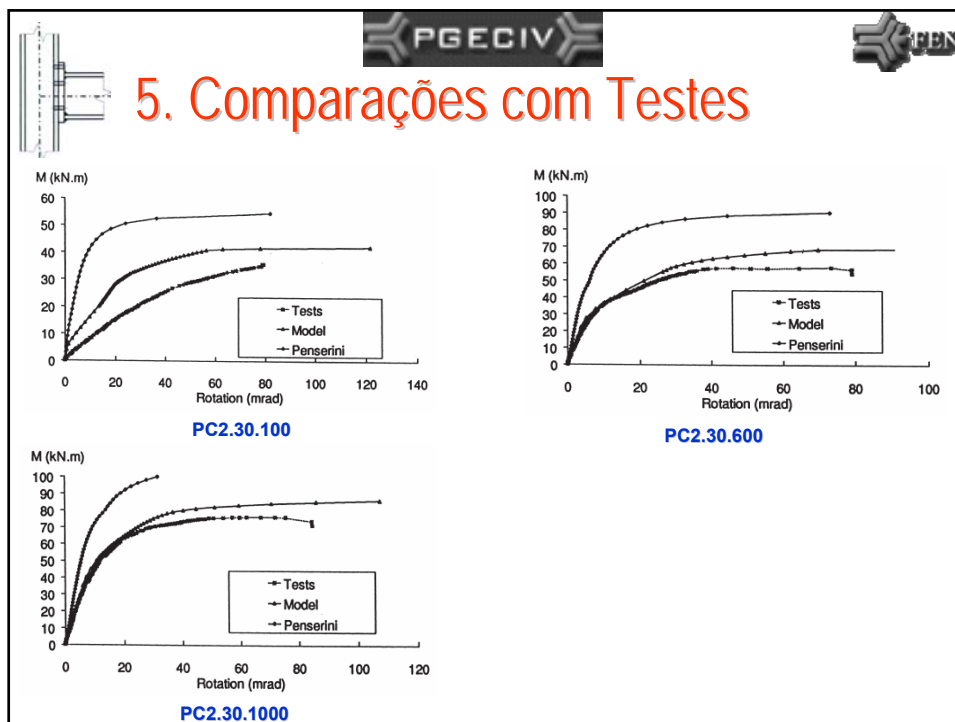 PGECIV
FEN
5. Comparações com Testes
M (kN.m)
60
50
40
30
20
10
0
Tests
Model
Penserini
0 20 40 60 80 100 120 140
Rotation (mrad)
PC2.30.100
M (kN.m)
100
90
80
70
60
50
40
30
20
10
0
Tests
Model
Penserini
0 20 40 60 80 100
Rotation (mrad)
PC2.30.600
M (kN.m)
100
90
80
70
60
50
40
30
20
10
0
Tests
Model
Penserini
0 20 40 60 80 100 120
Rotation (mrad)
PC2.30.1000